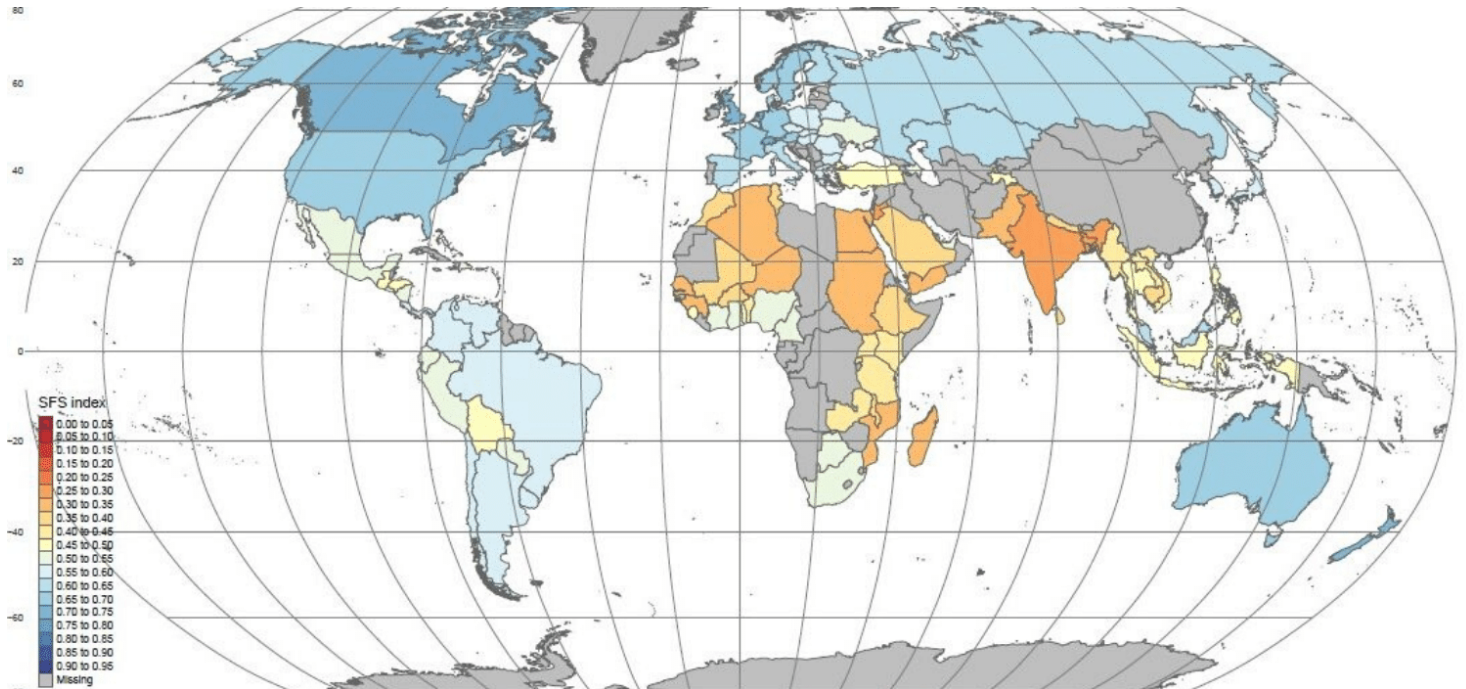 80
60
40
20
0
−20
−40
−60
SFS index
0.00 to 0.05
0.05 to 0.10
0.10 to 0.15
0.15 to 0.20
0.20 to 0.25
0.25 to 0.30
0.30 to 0.35
0.35 to 0.40
0.40 to 0.45
0.45 to 0.50
0.50 to 0.55
0.55 to 0.60
0.60 to 0.65
0.65 to 0.70
0.70 to 0.75
0.75 to 0.80
0.80 to 0.85
0.85 to 0.90
0.90 to 0.95
Missing